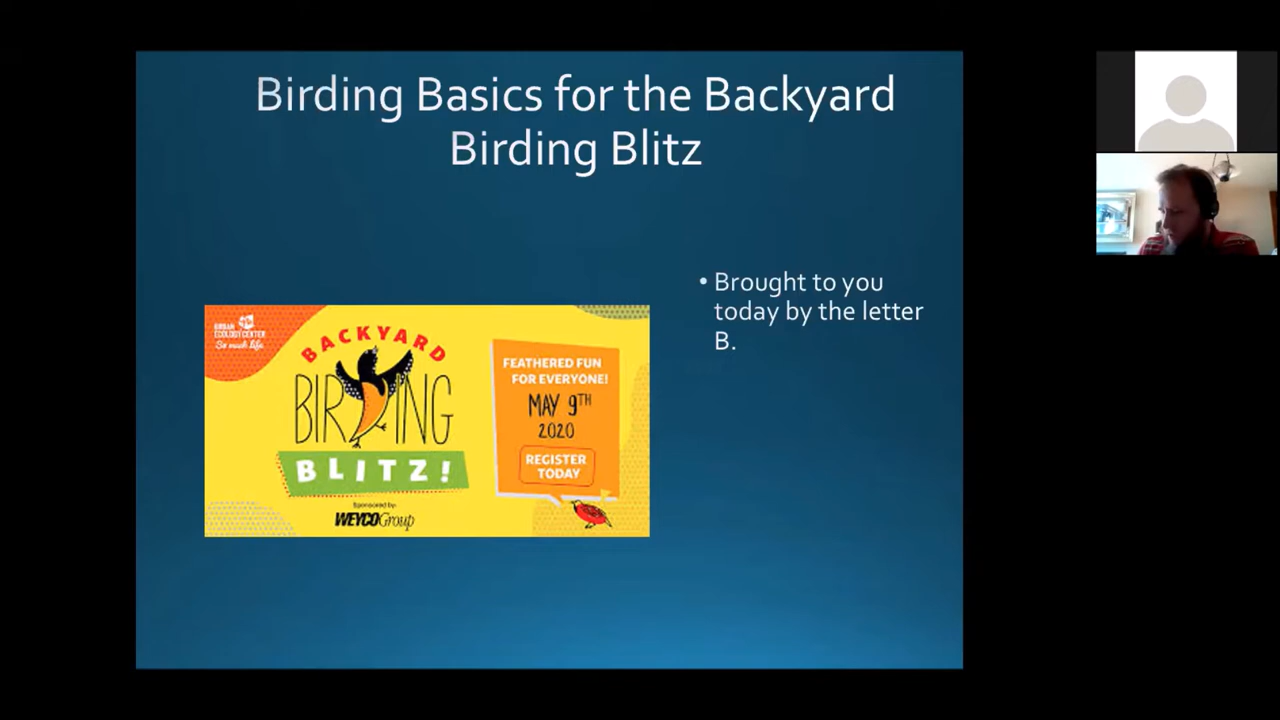 Birding Basics for the Backyard
Birding Blitz
• Brought to you
today by the letter
B.
URBAN
ECOLOGY CENTER
So much life.
BACKYARD
BIRDING
BLITZ!
Sponsored by:
WEYCO Group
FEATHERED FUN
FOR EVERYONE!
MAY 9TH
2020
REGISTER
TODAY